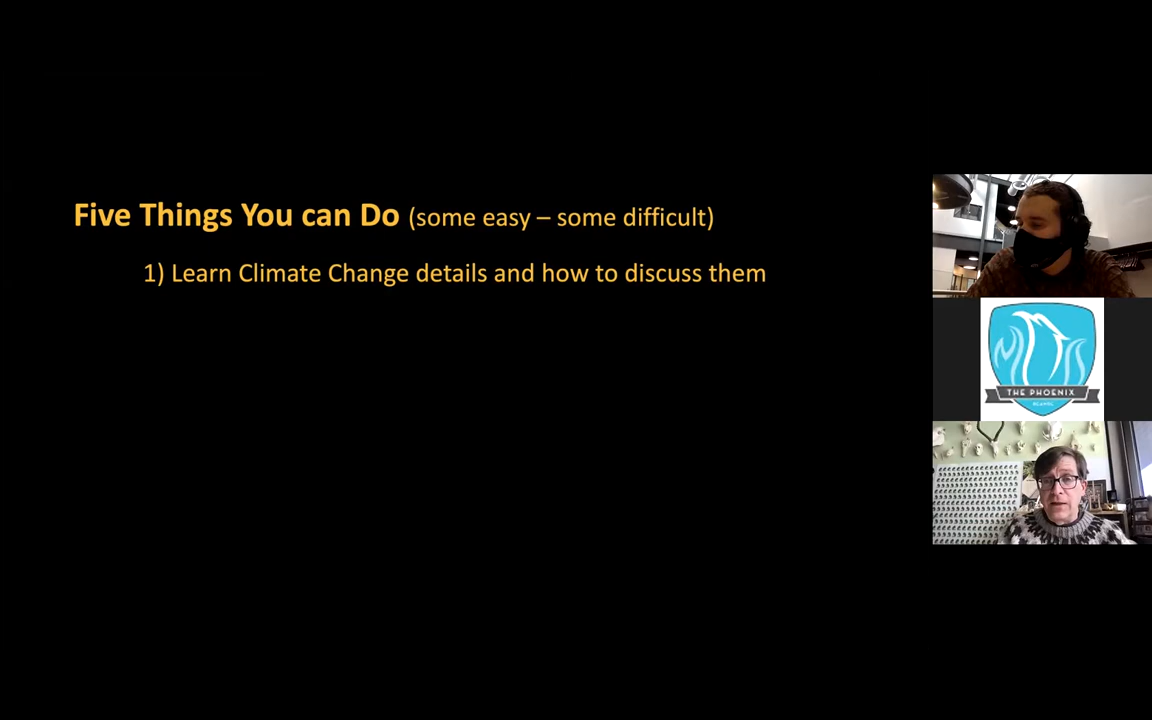 Five Things You can Do (some easy – some difficult)
1) Learn Climate Change details and how to discuss them
THE PHOENIX